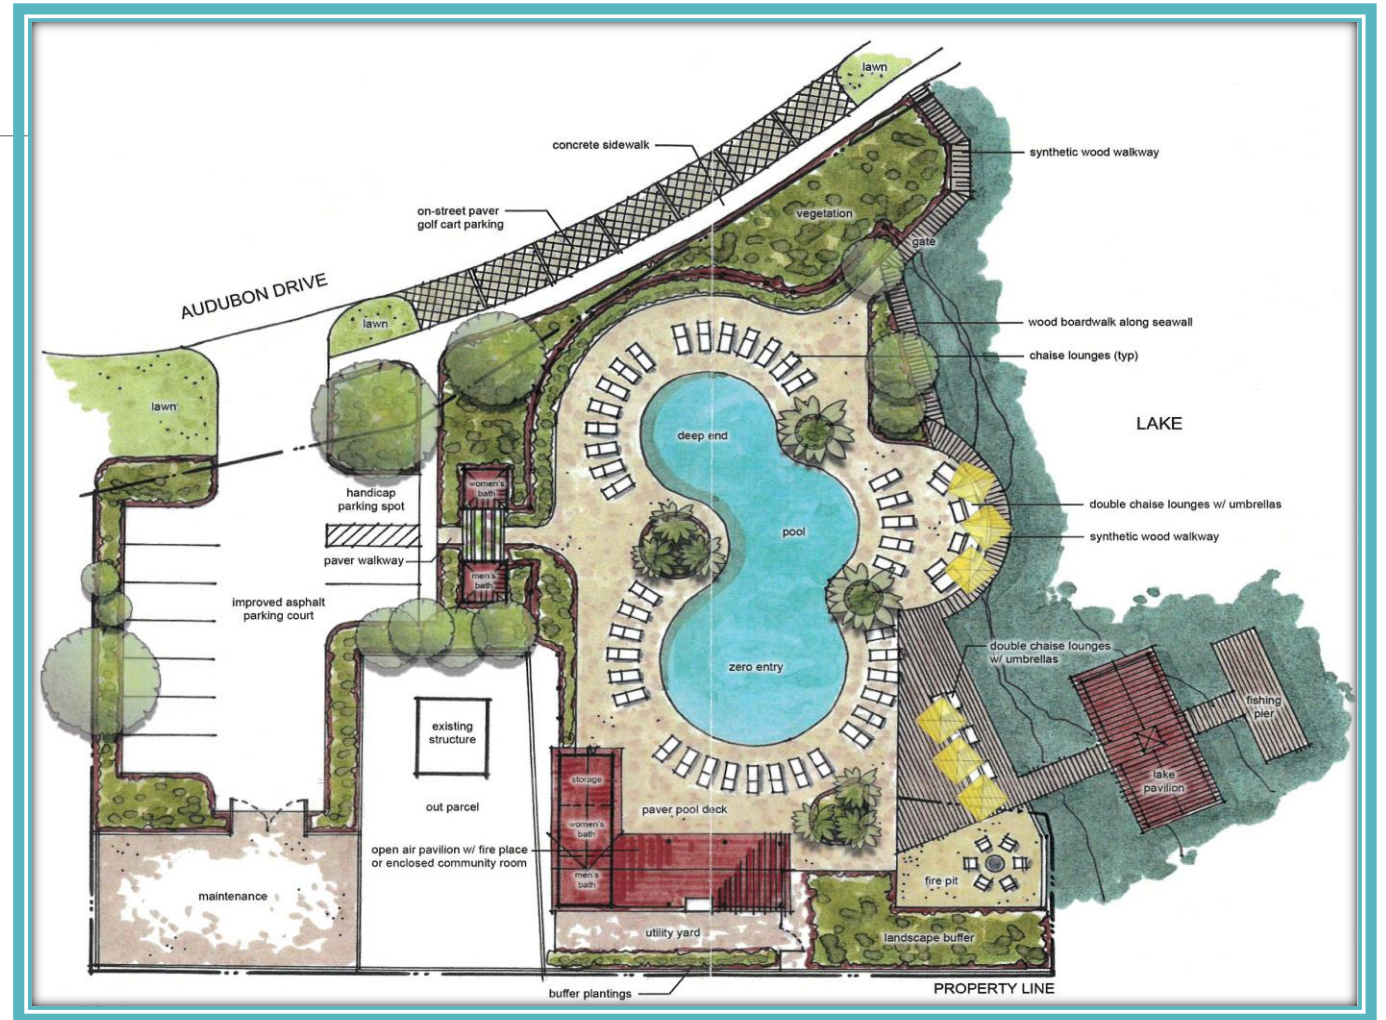 lawn
concrete sidewalk
synthetic wood walkway
on-street paver
golf cart parking
vegetation
gate
AUDUBON DRIVE
lawn
wood boardwalk along seawall
chaise lounges (typ)
lawn
LAKE
deep end
women's
bath
handicap
parking spot
double chaise lounges w/ umbrellas
pool
synthetic wood walkway
paver walkway
men's
bath
improved asphalt
parking court
double chaise lounges
w/ umbrellas
zero entry
fishing
pier
existing
structure
storage
lake
pavilion
out parcel
paver pool deck
women's
bath
open air pavilion w/ fire place
or enclosed community room
men's
bath
fire pit
maintenance
utility yard
landscape buffer
buffer plantings
PROPERTY LINE